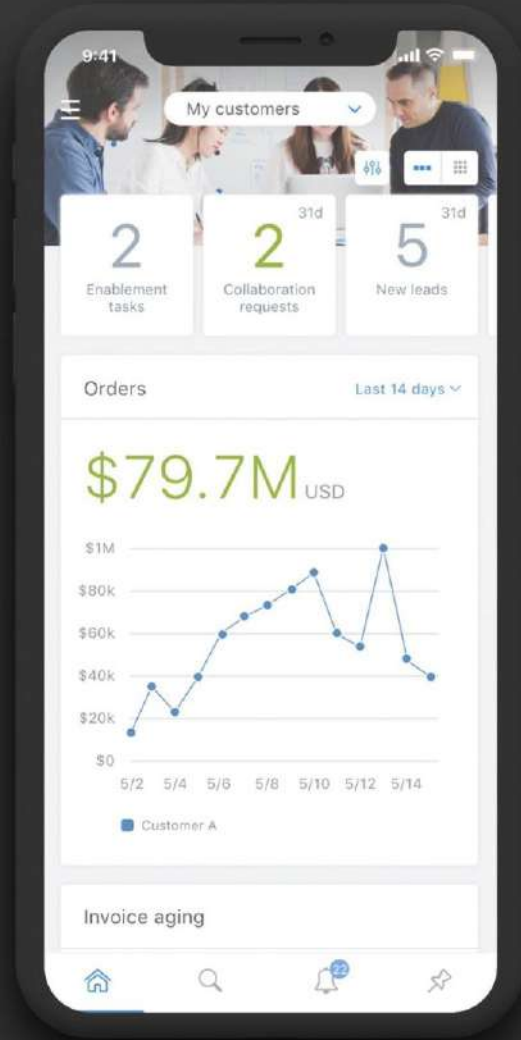 9:41
My customers
31d
31d
2
2
5
Enablement
tasks
Collaboration
requests
New leads
Orders
Last 14 days
$79.7M USD
$1M
$80k
$60k
$40k
$20k
$0
5/2 5/4 5/6 5/8 5/10 5/12 5/14
Customer A
Invoice aging
22